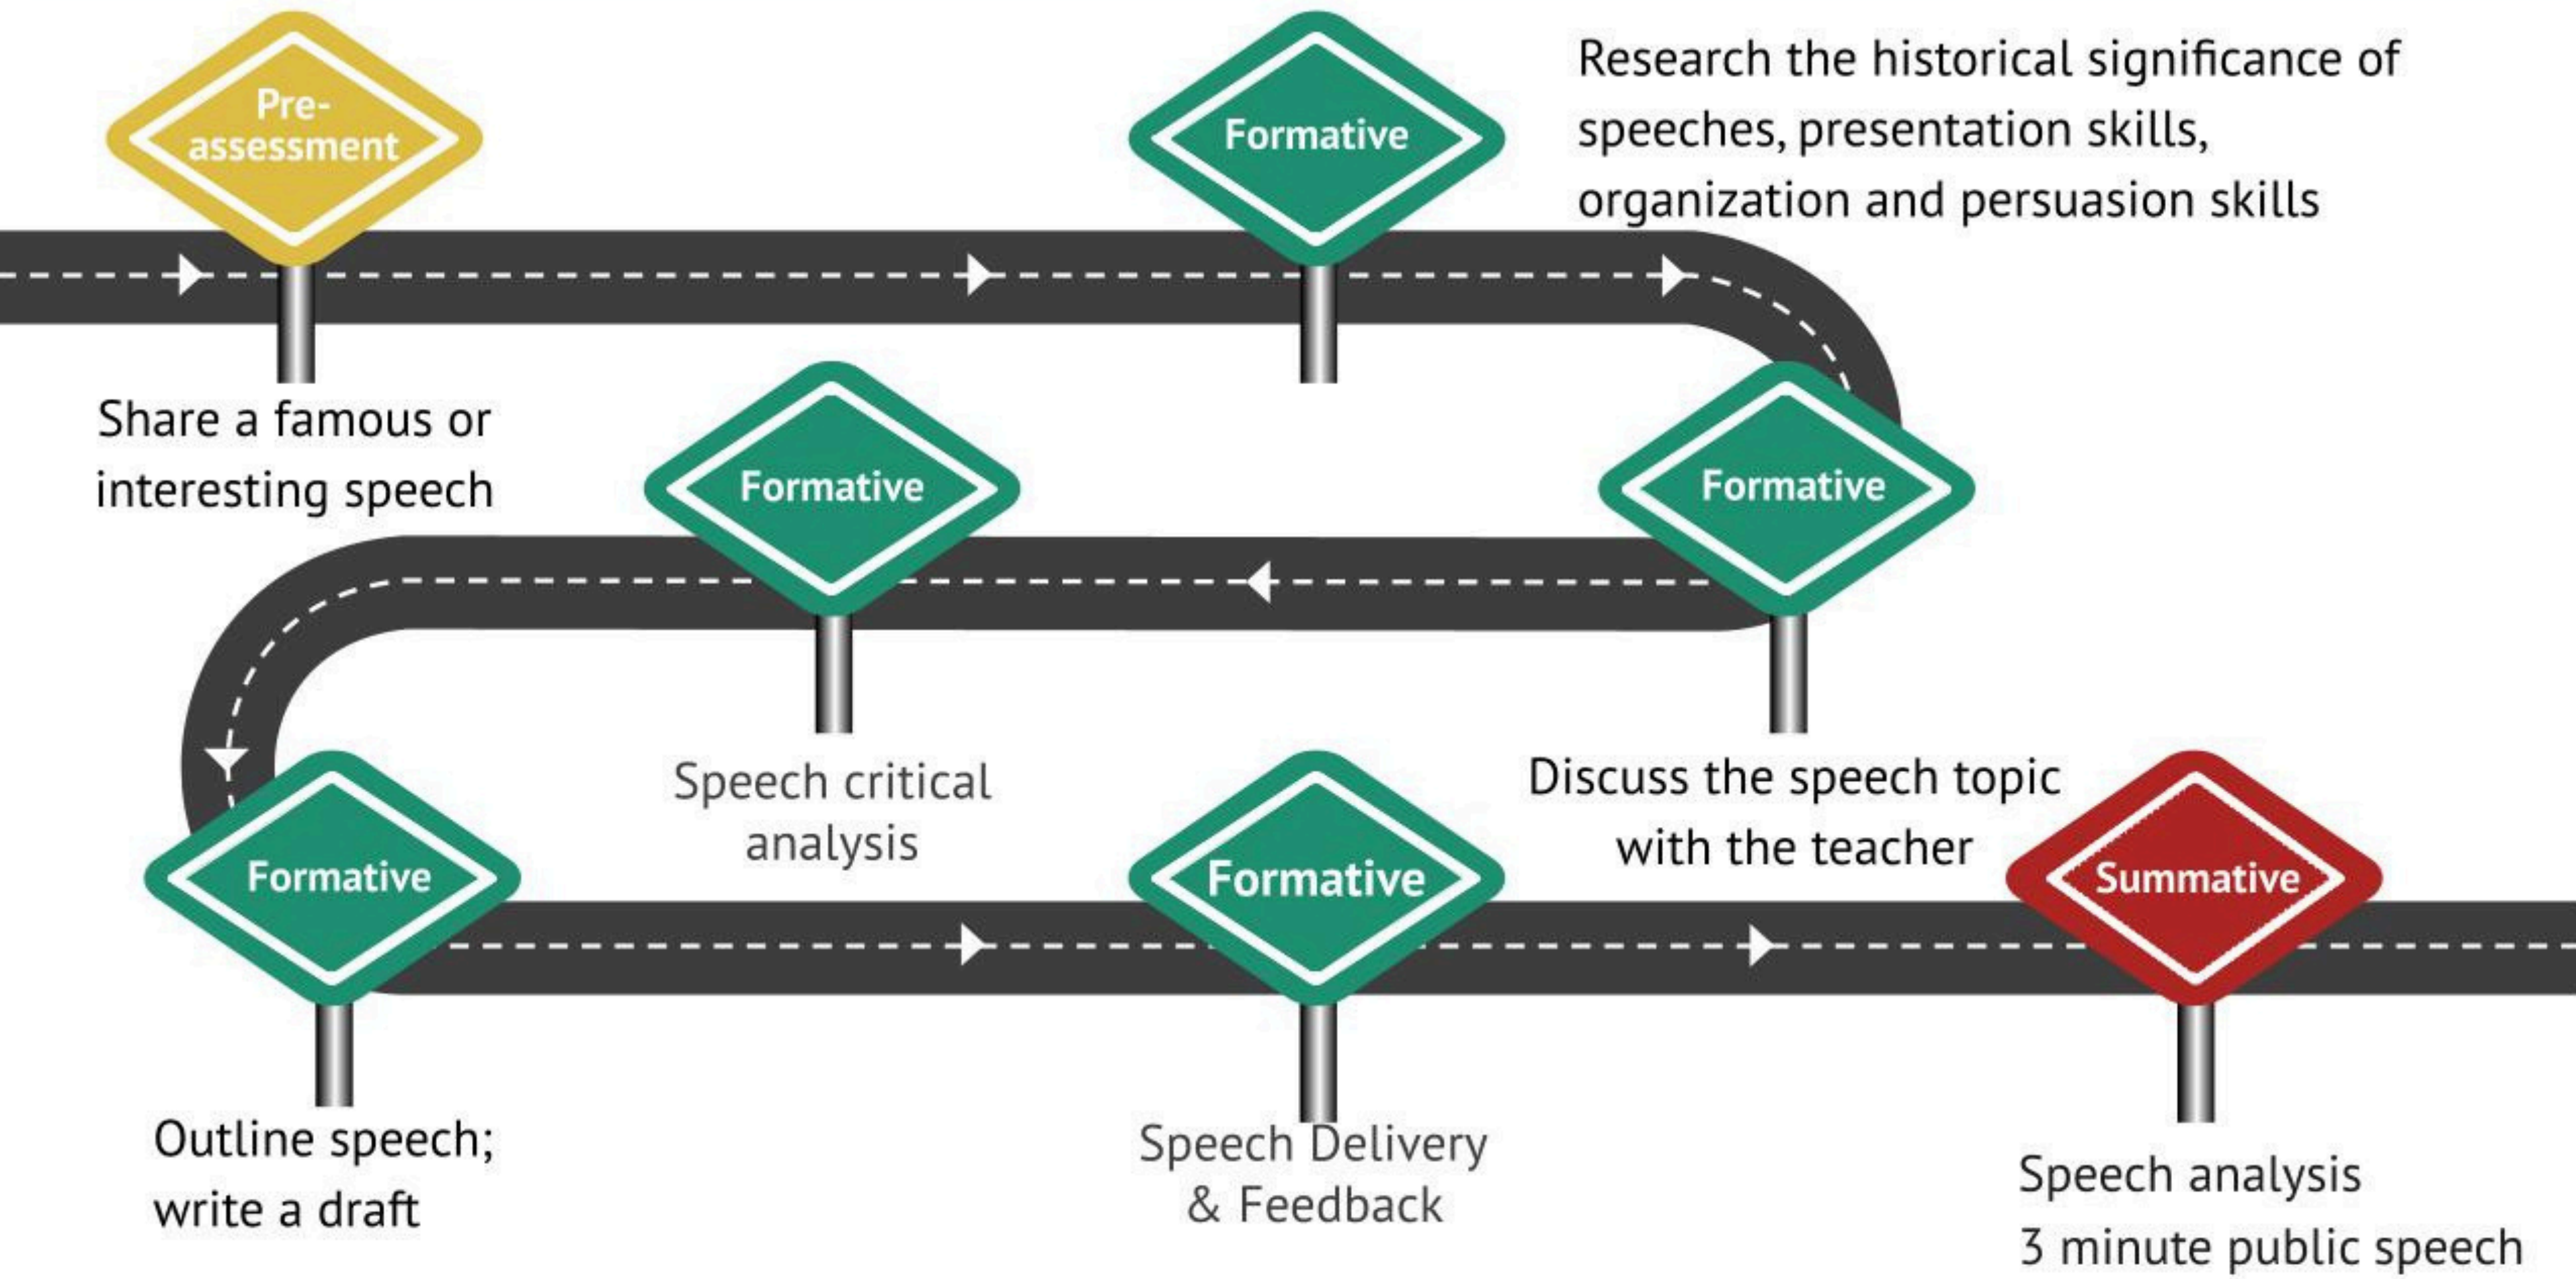 Pre-
assessment
Share a famous or
interesting speech
Formative
Research the historical significance of
speeches, presentation skills,
organization and persuasion skills
Formative
Discuss the speech topic
with the teacher
Formative
Speech critical
analysis
Formative
Outline speech;
write a draft
Formative
Speech Delivery
& Feedback
Summative
Speech analysis
3 minute public speech